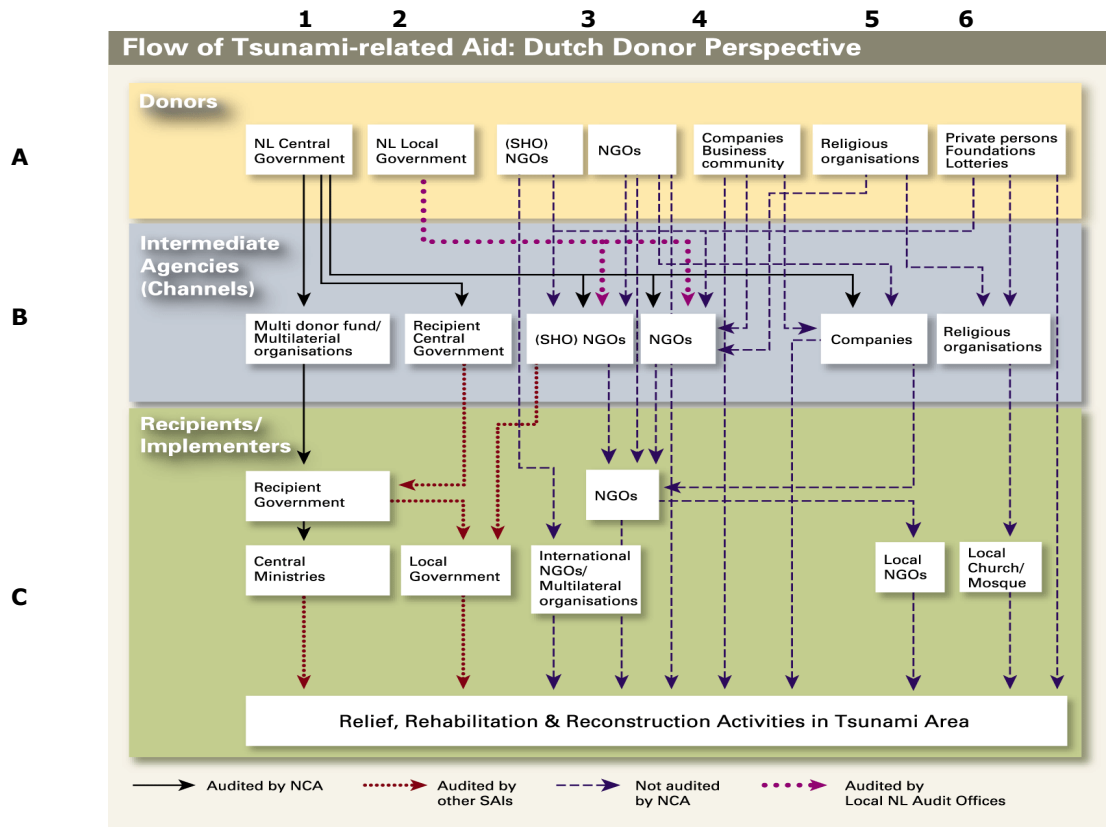 1 2 3 4 5 6
Flow of Tsunami-related Aid: Dutch Donor Perspective
A
Donors
NL Central
Government
NL Local
Government
(SHO)
NGOs
NGOs
Companies
Business
community
Religious
organisations
Private persons
Foundations
Lotteries
B
Intermediate
Agencies
(Channels)
Multi donor fund/
Multilaterial
organisations
Recipient
Central
Government
(SHO) NGOs
NGOs
Companies
Religious
organisations
C
Recipients/
Implementers
Recipient
Government
NGOs
Central
Ministries
Local
Government
International
NGOs/
Multilateral
organisations
Local
NGOs
Local
Church/
Mosque
Relief, Rehabilitation & Reconstruction Activities in Tsunami Area
Audited by NCA
Audited by
other SAIs
Not audited
by NCA
Audited by
Local NL Audit Offices